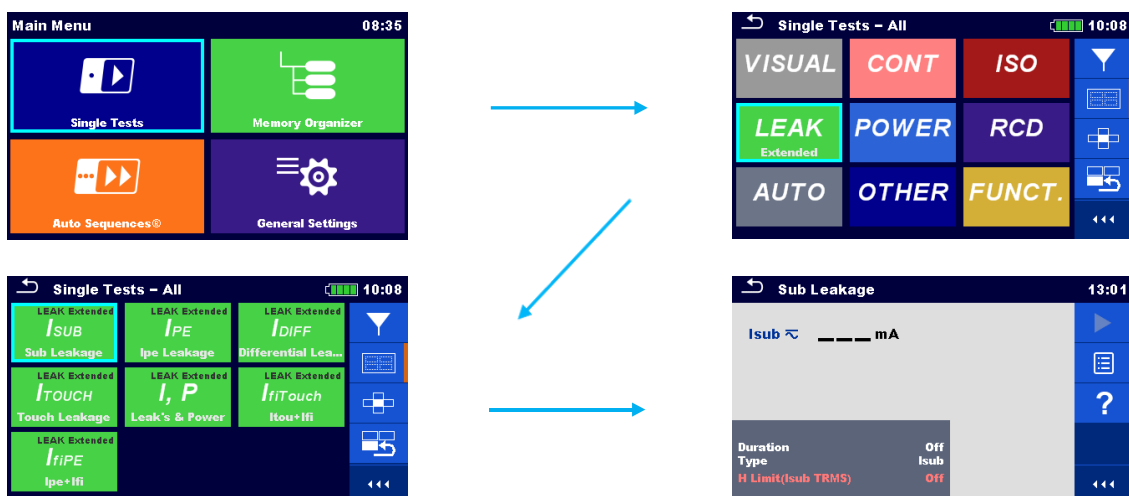 Main Menu 08:35
Single Tests Memory Organizer
Auto Sequences® General Settings
Single Tests – All 10:08
VISUAL CONT ISO
LEAK POWER RCD
Extended
AUTO OTHER FUNCT.
Single Tests – All 10:08
LEAK Extended LEAK Extended LEAK Extended
ISUB IPE IDIFF
Sub Leakage Ipe Leakage Differential Lea...
LEAK Extended LEAK Extended LEAK Extended
ITOUCH I, P IfiTouch
Touch Leakage Leak's & Power Itou+Ifi
LEAK Extended
IfiPE
Ipe+Ifi
Sub Leakage 13:01
Isub ⏦ _ _ _ mA
?
Duration Off
Type Isub
H Limit(Isub TRMS) Off